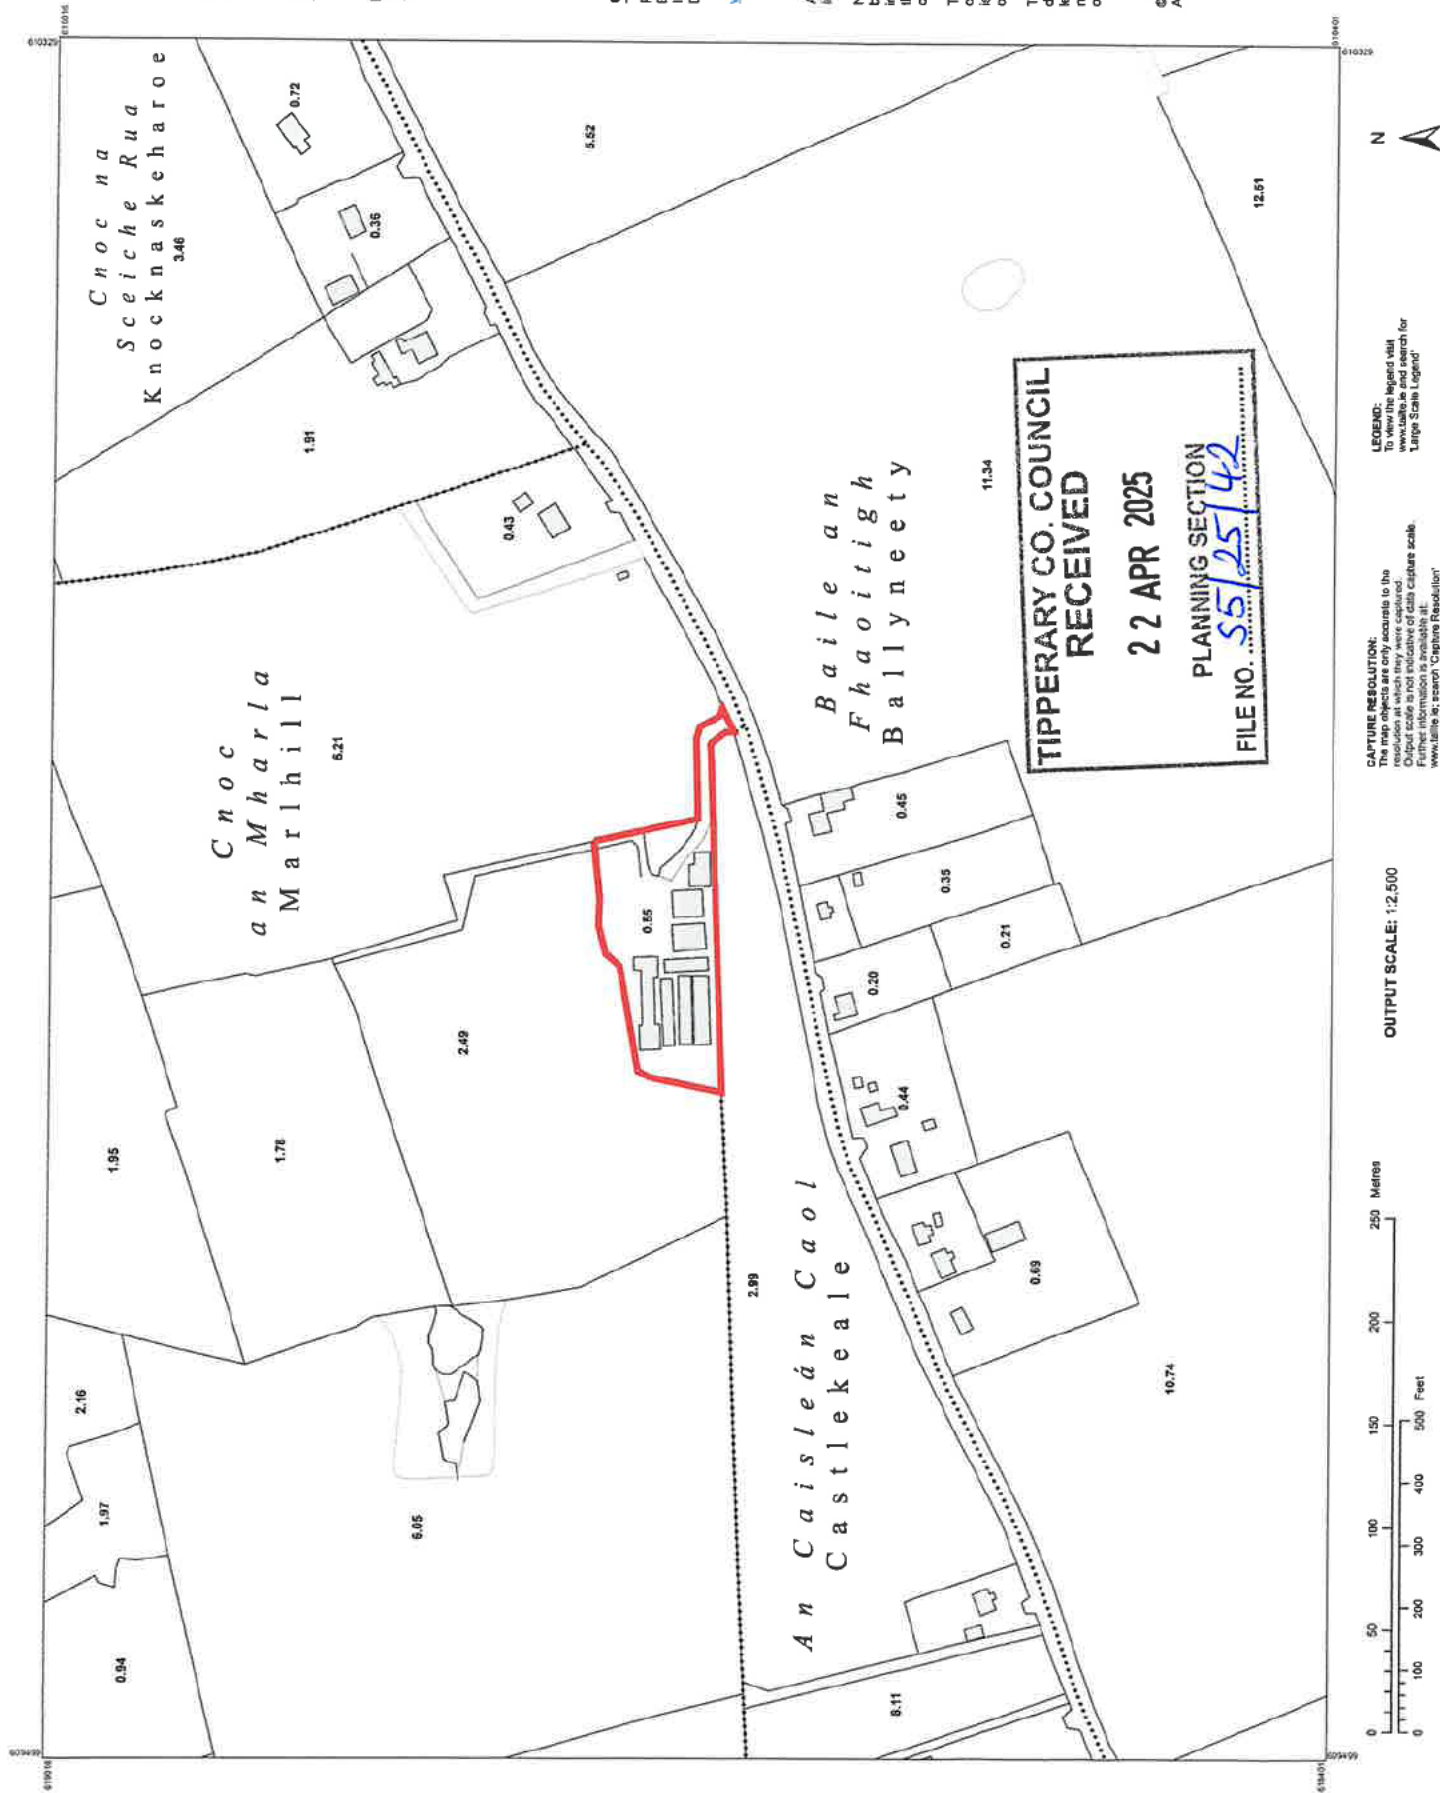 Cnoc na
Sceiche Rua
Knocknaskeharoe
3.46
0.72
0.36
5.52
12.51
1.91
0.43
Cnoc
an Mharla
Marlhill
5.21
Baile an
Fhaoitigh
Ballyneety
11.34
TIPPERARY CO. COUNCIL
RECEIVED
22 APR 2025
PLANNING SECTION
FILE NO. S5/25/42
0.55
0.45
0.35
0.21
0.20
0.44
0.69
2.49
1.78
1.95
2.99
An Caisleán Caol
Castlekeale
10.74
2.16
1.97
0.94
6.05
8.11
610329
610329
609499
609499
N
LEGEND:
To view the legend visit
www.tailte.ie and search for
'Large Scale Legend'
CAPTURE RESOLUTION:
The map objects are only accurate to the
resolution at which they were captured.
Output scale is not indicative of data capture scale.
Further information is available at:
www.tailte.ie; search 'Capture Resolution'
OUTPUT SCALE: 1:2,500
0 50 100 150 200 250 Metres
0 100 200 300 400 500 Feet